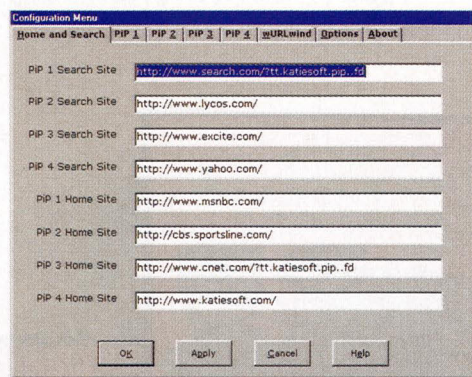 Configuration Menu
Home and Search PiP 1 PiP 2 PiP 3 PiP 4 wURLwind Options About
PiP 1 Search Site http://www.search.com/?tt.katiesoft.pip..fd
PiP 2 Search Site http://www.lycos.com/
PiP 3 Search Site http://www.excite.com/
PiP 4 Search Site http://www.yahoo.com/
PiP 1 Home Site http://www.msnbc.com/
PiP 2 Home Site http://cbs.sportsline.com/
PiP 3 Home Site http://www.cnet.com/?tt.katiesoft.pip..fd
PiP 4 Home Site http://www.katiesoft.com/
OK Apply Cancel Help